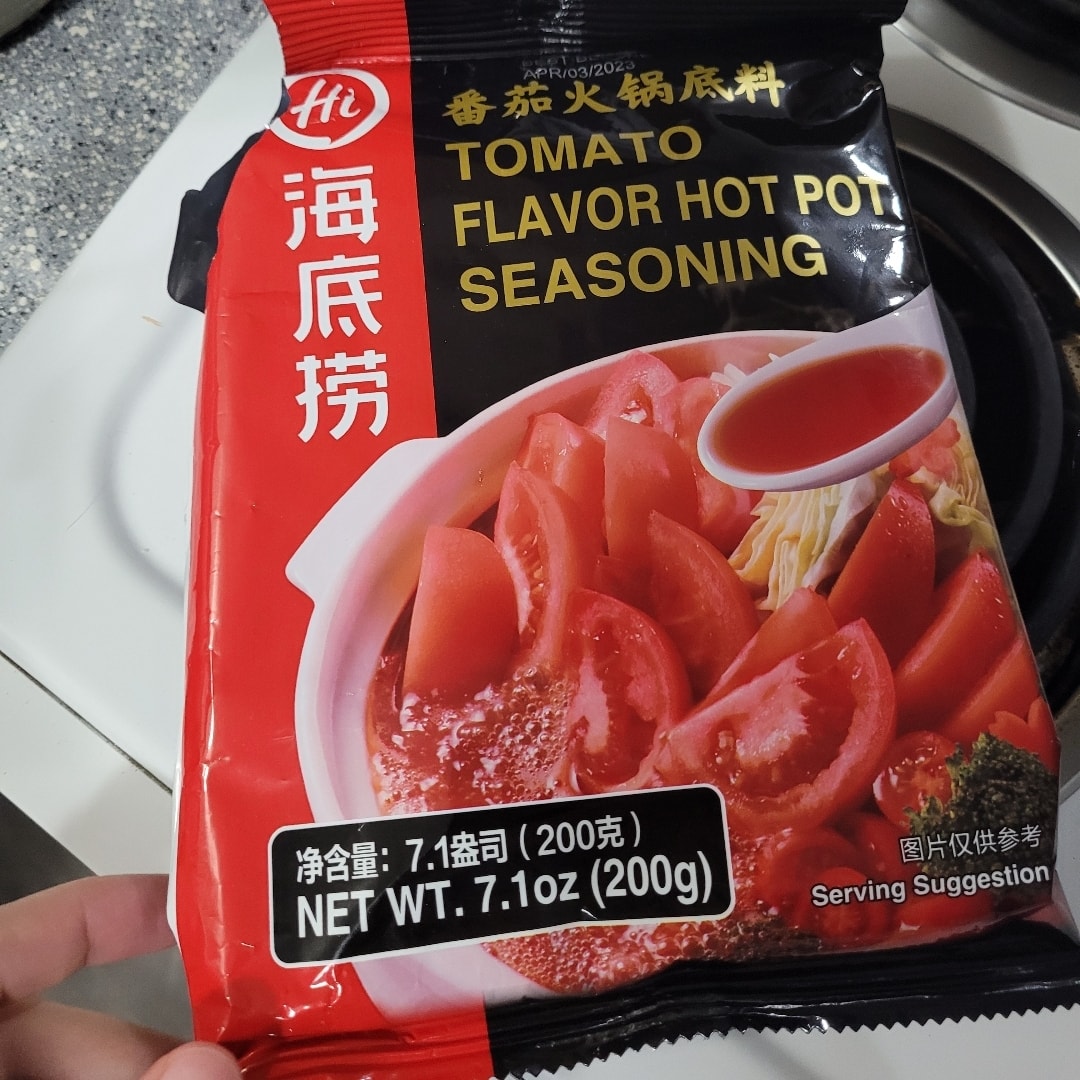 APR/03/2023
Hi
海底捞
番茄火锅底料
TOMATO
FLAVOR HOT POT
SEASONING
净含量：7.1盎司（200克）
NET WT. 7.1oz (200g)
图片仅供参考
Serving Suggestion